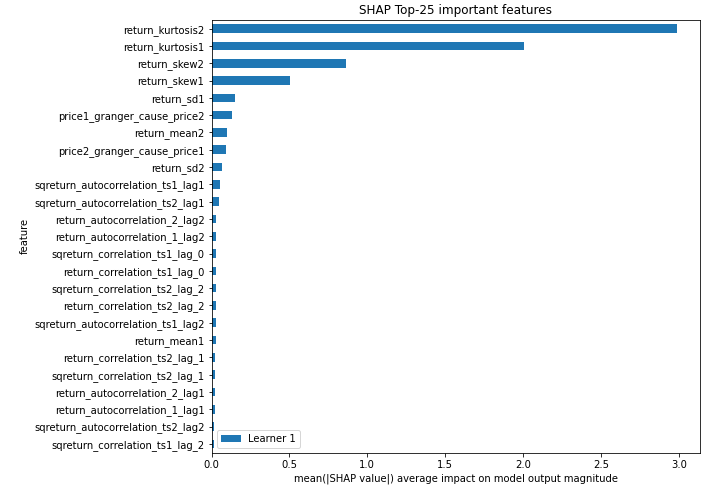 SHAP Top-25 important features
return_kurtosis2
return_kurtosis1
return_skew2
return_skew1
return_sd1
price1_granger_cause_price2
return_mean2
price2_granger_cause_price1
return_sd2
sqreturn_autocorrelation_ts1_lag1
sqreturn_autocorrelation_ts2_lag1
return_autocorrelation_2_lag2
return_autocorrelation_1_lag2
sqreturn_correlation_ts1_lag_0
return_correlation_ts1_lag_0
sqreturn_correlation_ts2_lag_2
return_correlation_ts2_lag_2
sqreturn_autocorrelation_ts1_lag2
return_mean1
return_correlation_ts2_lag_1
sqreturn_correlation_ts2_lag_1
return_autocorrelation_2_lag1
return_autocorrelation_1_lag1
sqreturn_autocorrelation_ts2_lag2
sqreturn_correlation_ts1_lag_2
feature
Learner 1
0.0 0.5 1.0 1.5 2.0 2.5 3.0
mean(|SHAP value|) average impact on model output magnitude